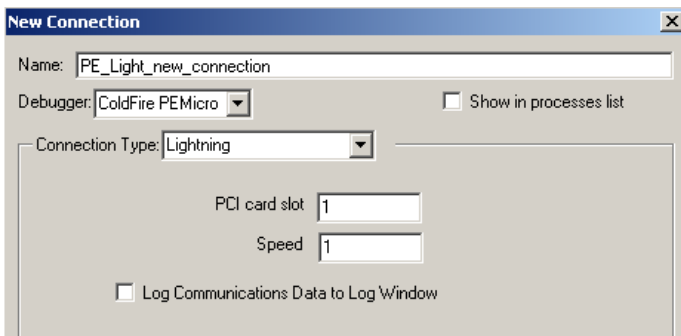 New Connection
Name: PE_Light_new_connection
Debugger: ColdFire PEMicro Show in processes list
Connection Type: Lightning
PCI card slot 1
Speed 1
Log Communications Data to Log Window